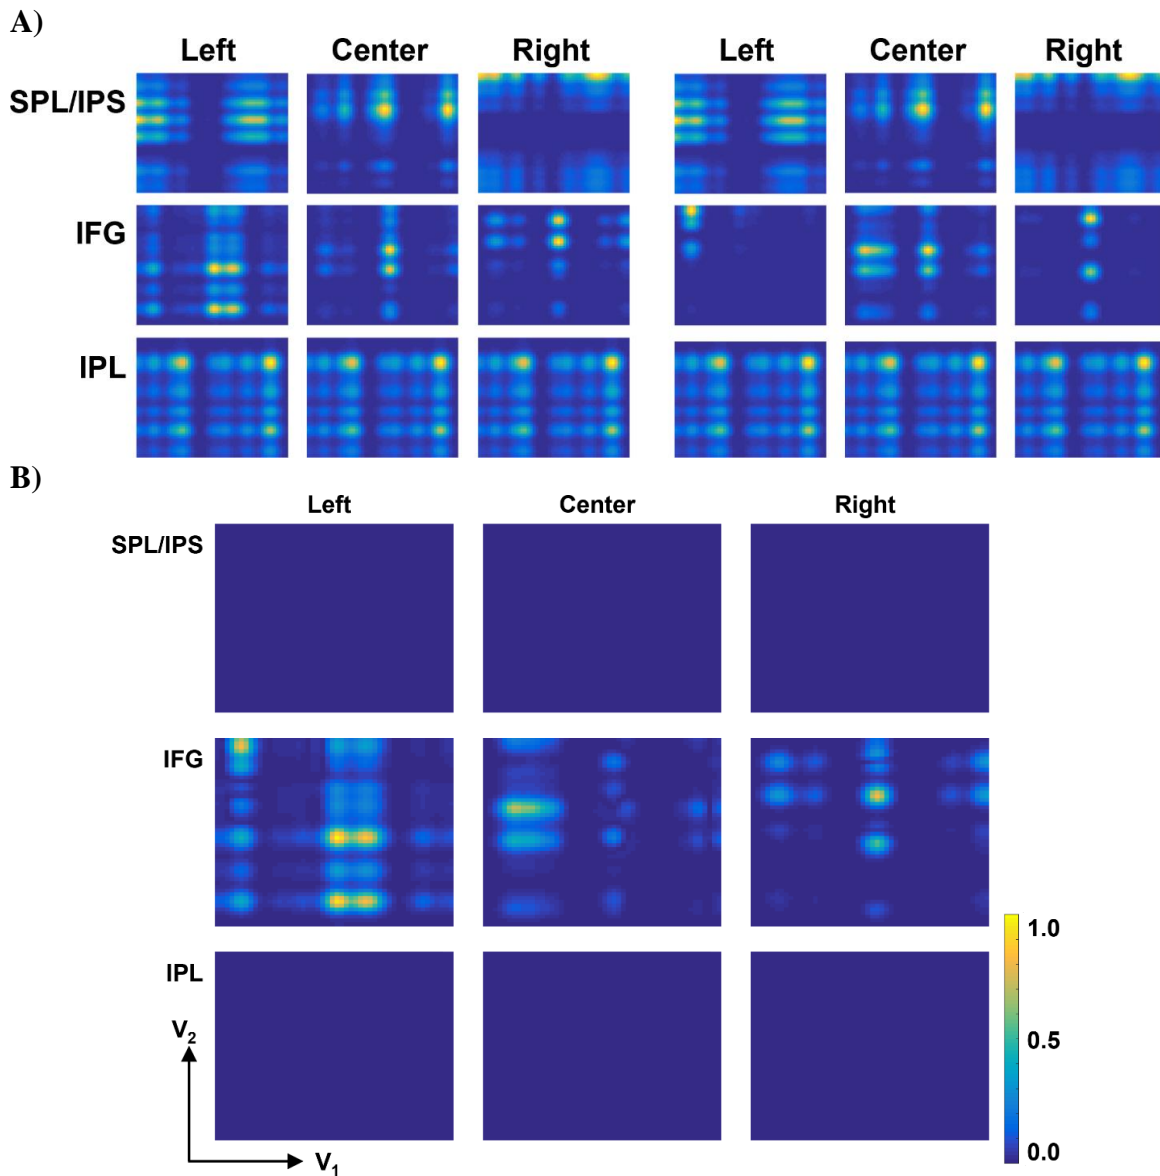 A)
Left Center Right Left Center Right
SPL/IPS
IFG
IPL
B)
Left Center Right
SPL/IPS
IFG
IPL
1.0
0.5
0.0
V₂
V₁